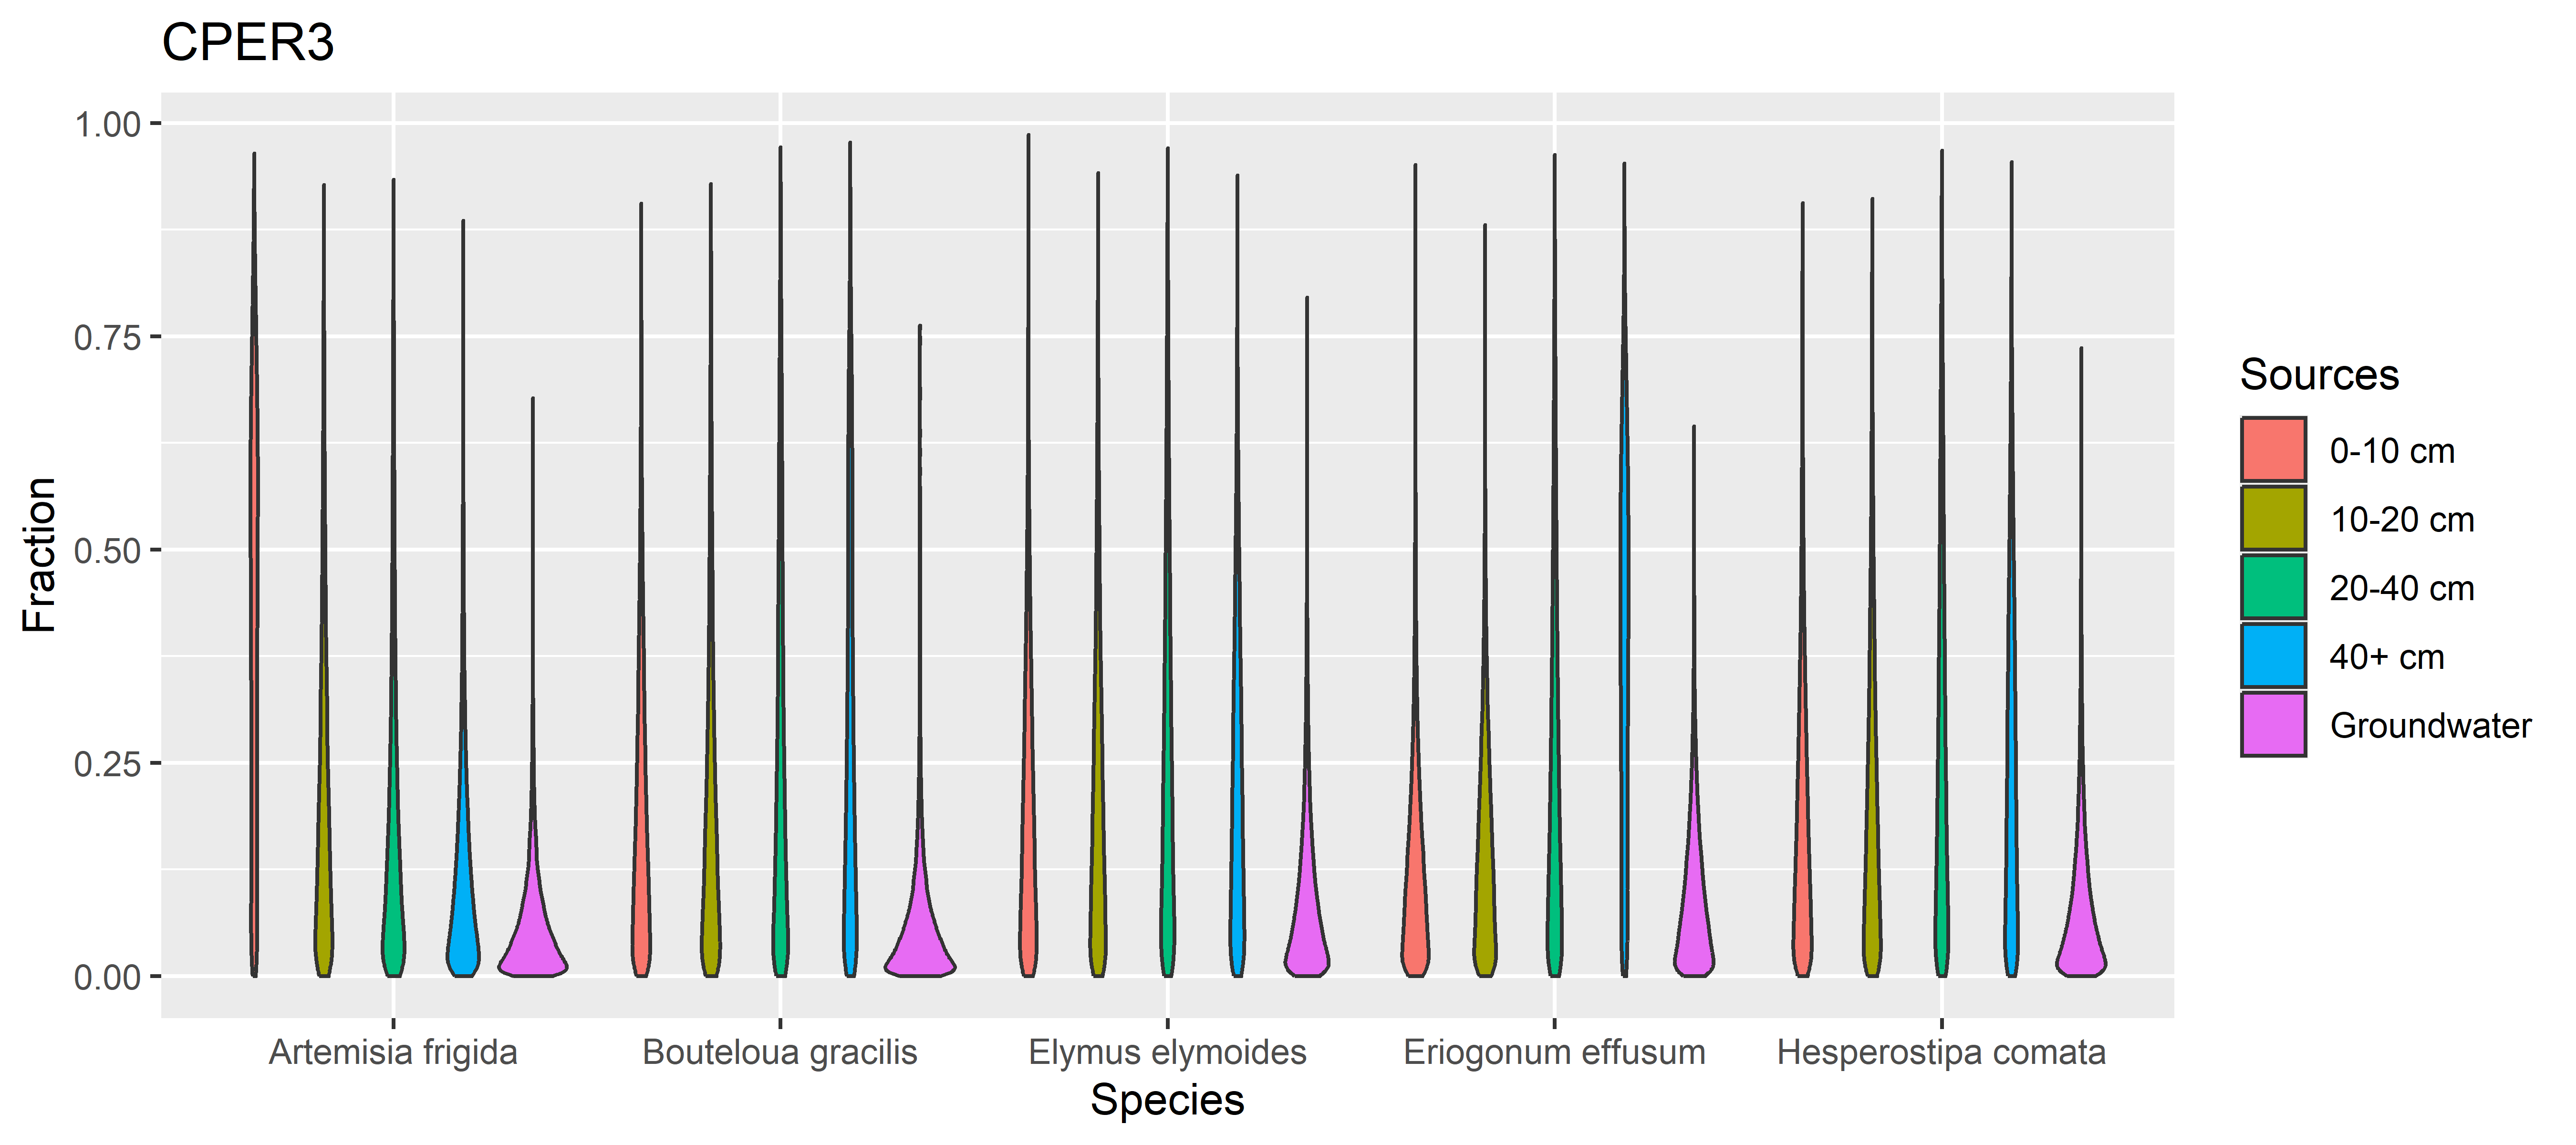 CPER3
1.00
0.75
0.50
0.25
0.00
Fraction
Artemisia frigida
Bouteloua gracilis
Elymus elymoides
Eriogonum effusum
Hesperostipa comata
Species
Sources
0-10 cm
10-20 cm
20-40 cm
40+ cm
Groundwater